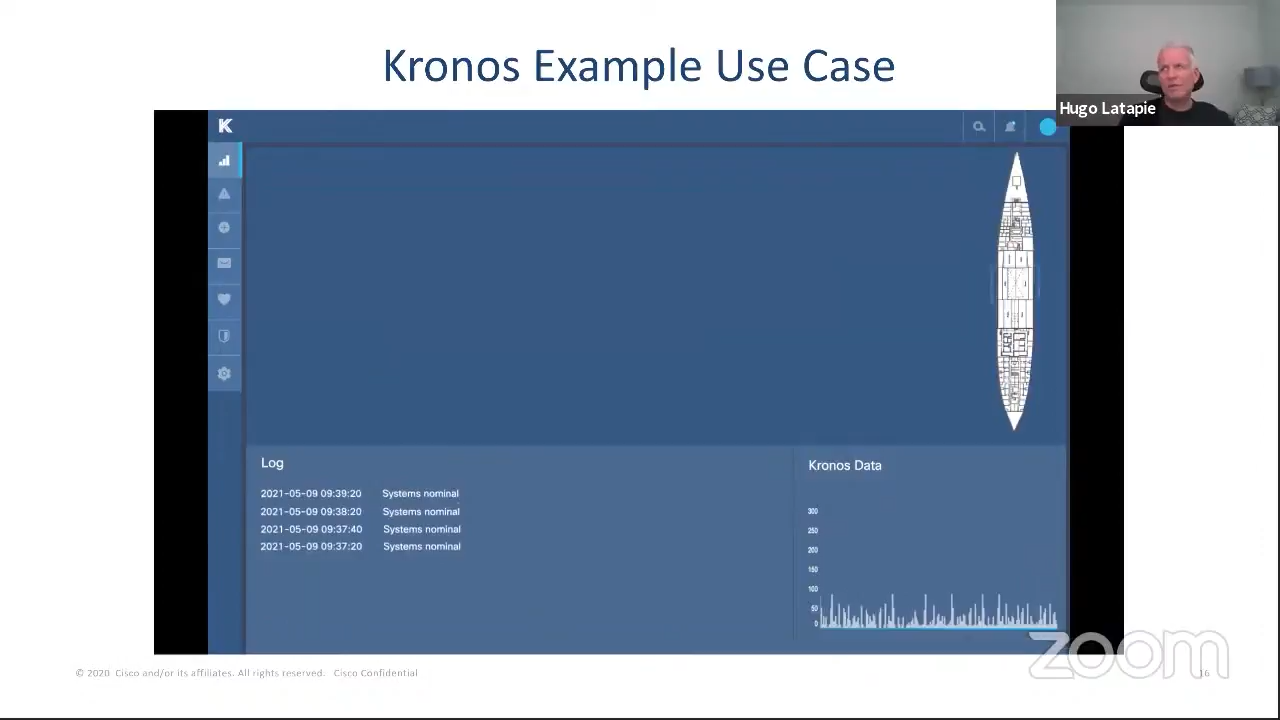 Kronos Example Use Case
Hugo Latapie
K
Log
2021-05-09 09:39:20 Systems nominal
2021-05-09 09:38:20 Systems nominal
2021-05-09 09:37:40 Systems nominal
2021-05-09 09:37:20 Systems nominal
Kronos Data
300
250
200
150
100
50
0
zoom
© 2020 Cisco and/or its affiliates. All rights reserved. Cisco Confidential
16